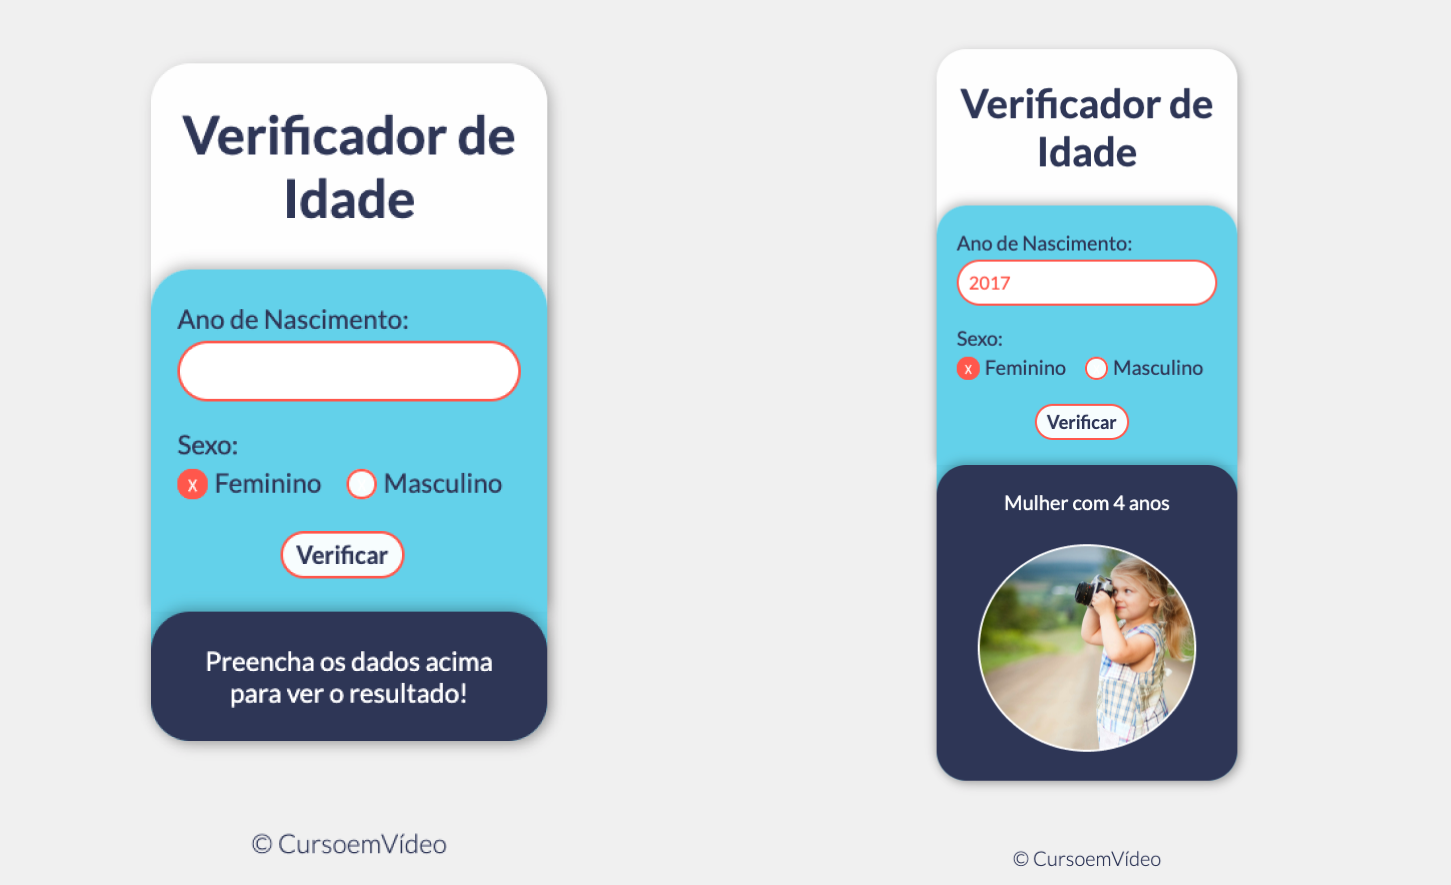 Verificador de
Idade
Ano de Nascimento:
Sexo:
x Feminino Masculino
Verificar
Preencha os dados acima
para ver o resultado!
© CursoemVídeo
Verificador de
Idade
Ano de Nascimento:
2017
Sexo:
x Feminino Masculino
Verificar
Mulher com 4 anos
© CursoemVídeo